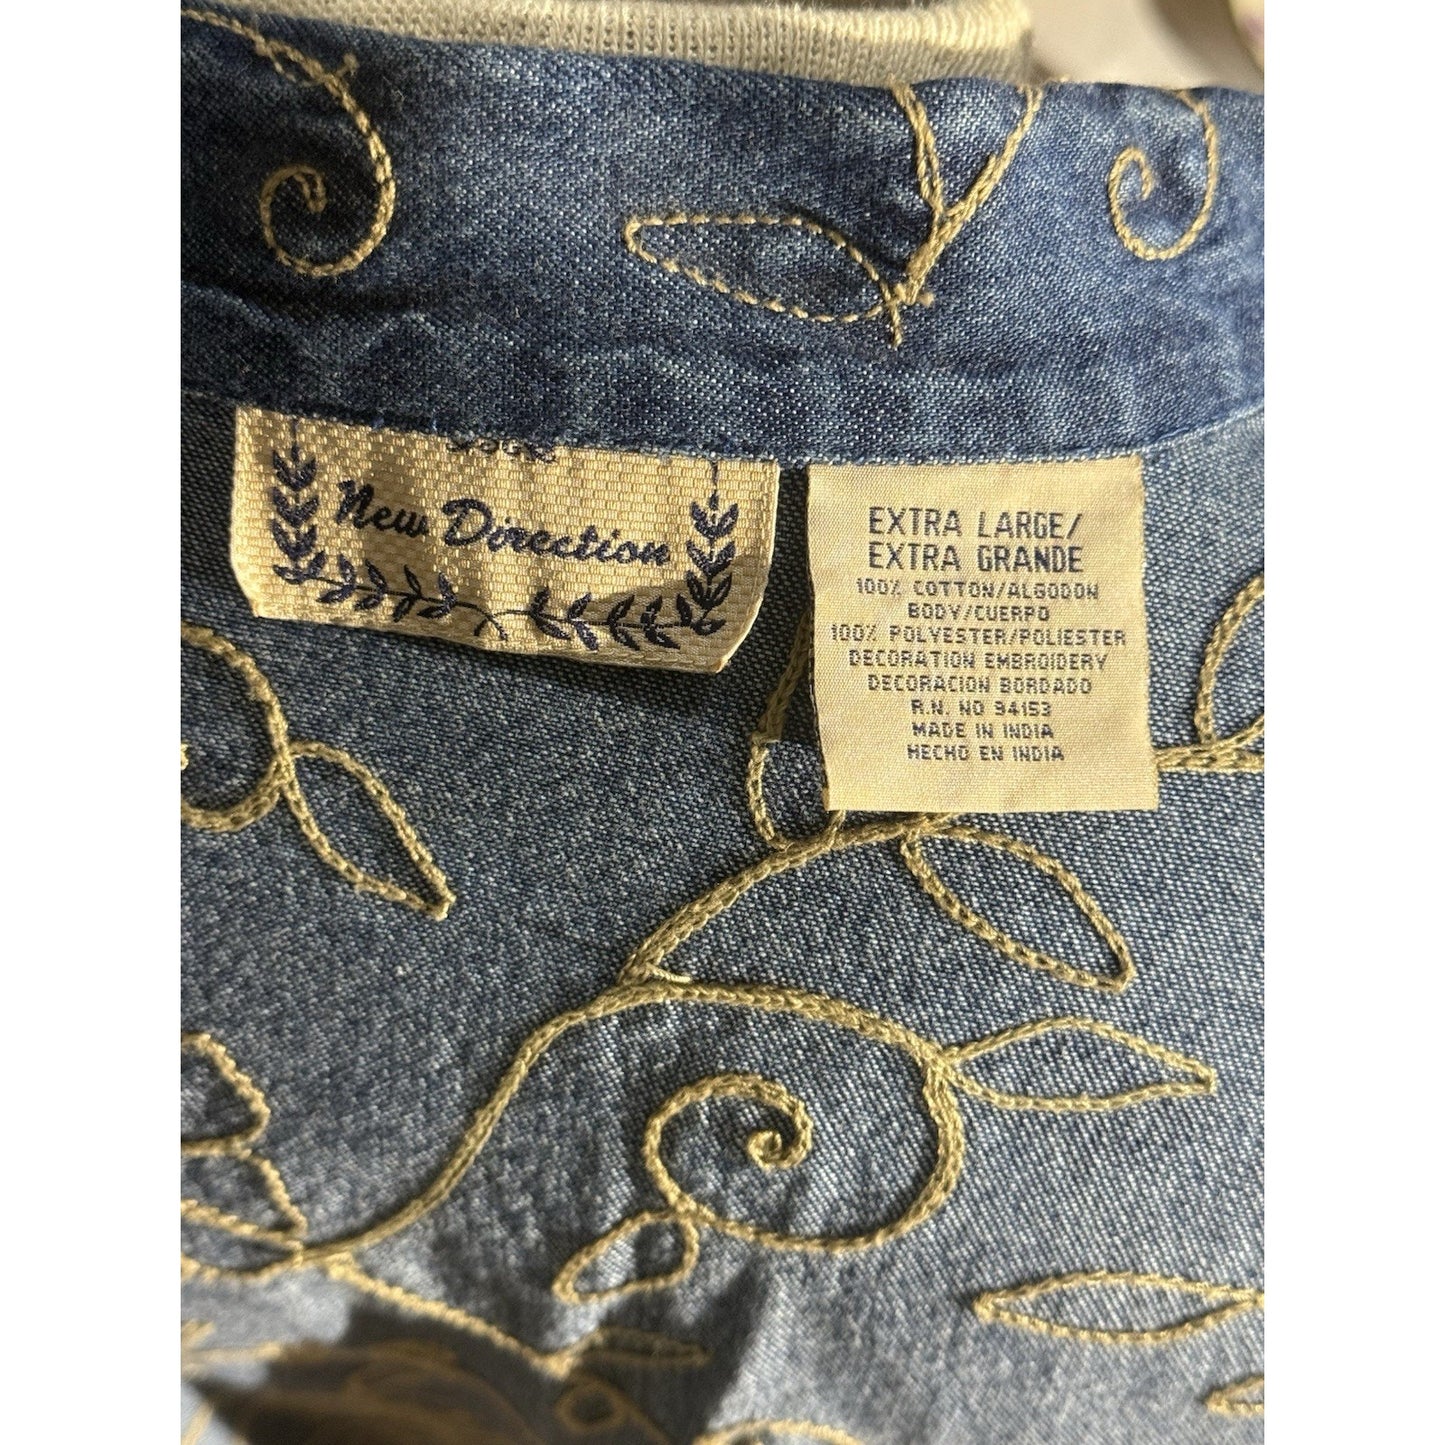 New Direction
EXTRA LARGE/
EXTRA GRANDE
100% COTTON/ALGODON
BODY/CUERPO
100% POLYESTER/POLIESTER
DECORATION EMBROIDERY
DECORACION BORDADO
R.N. NO 94153
MADE IN INDIA
HECHO EN INDIA